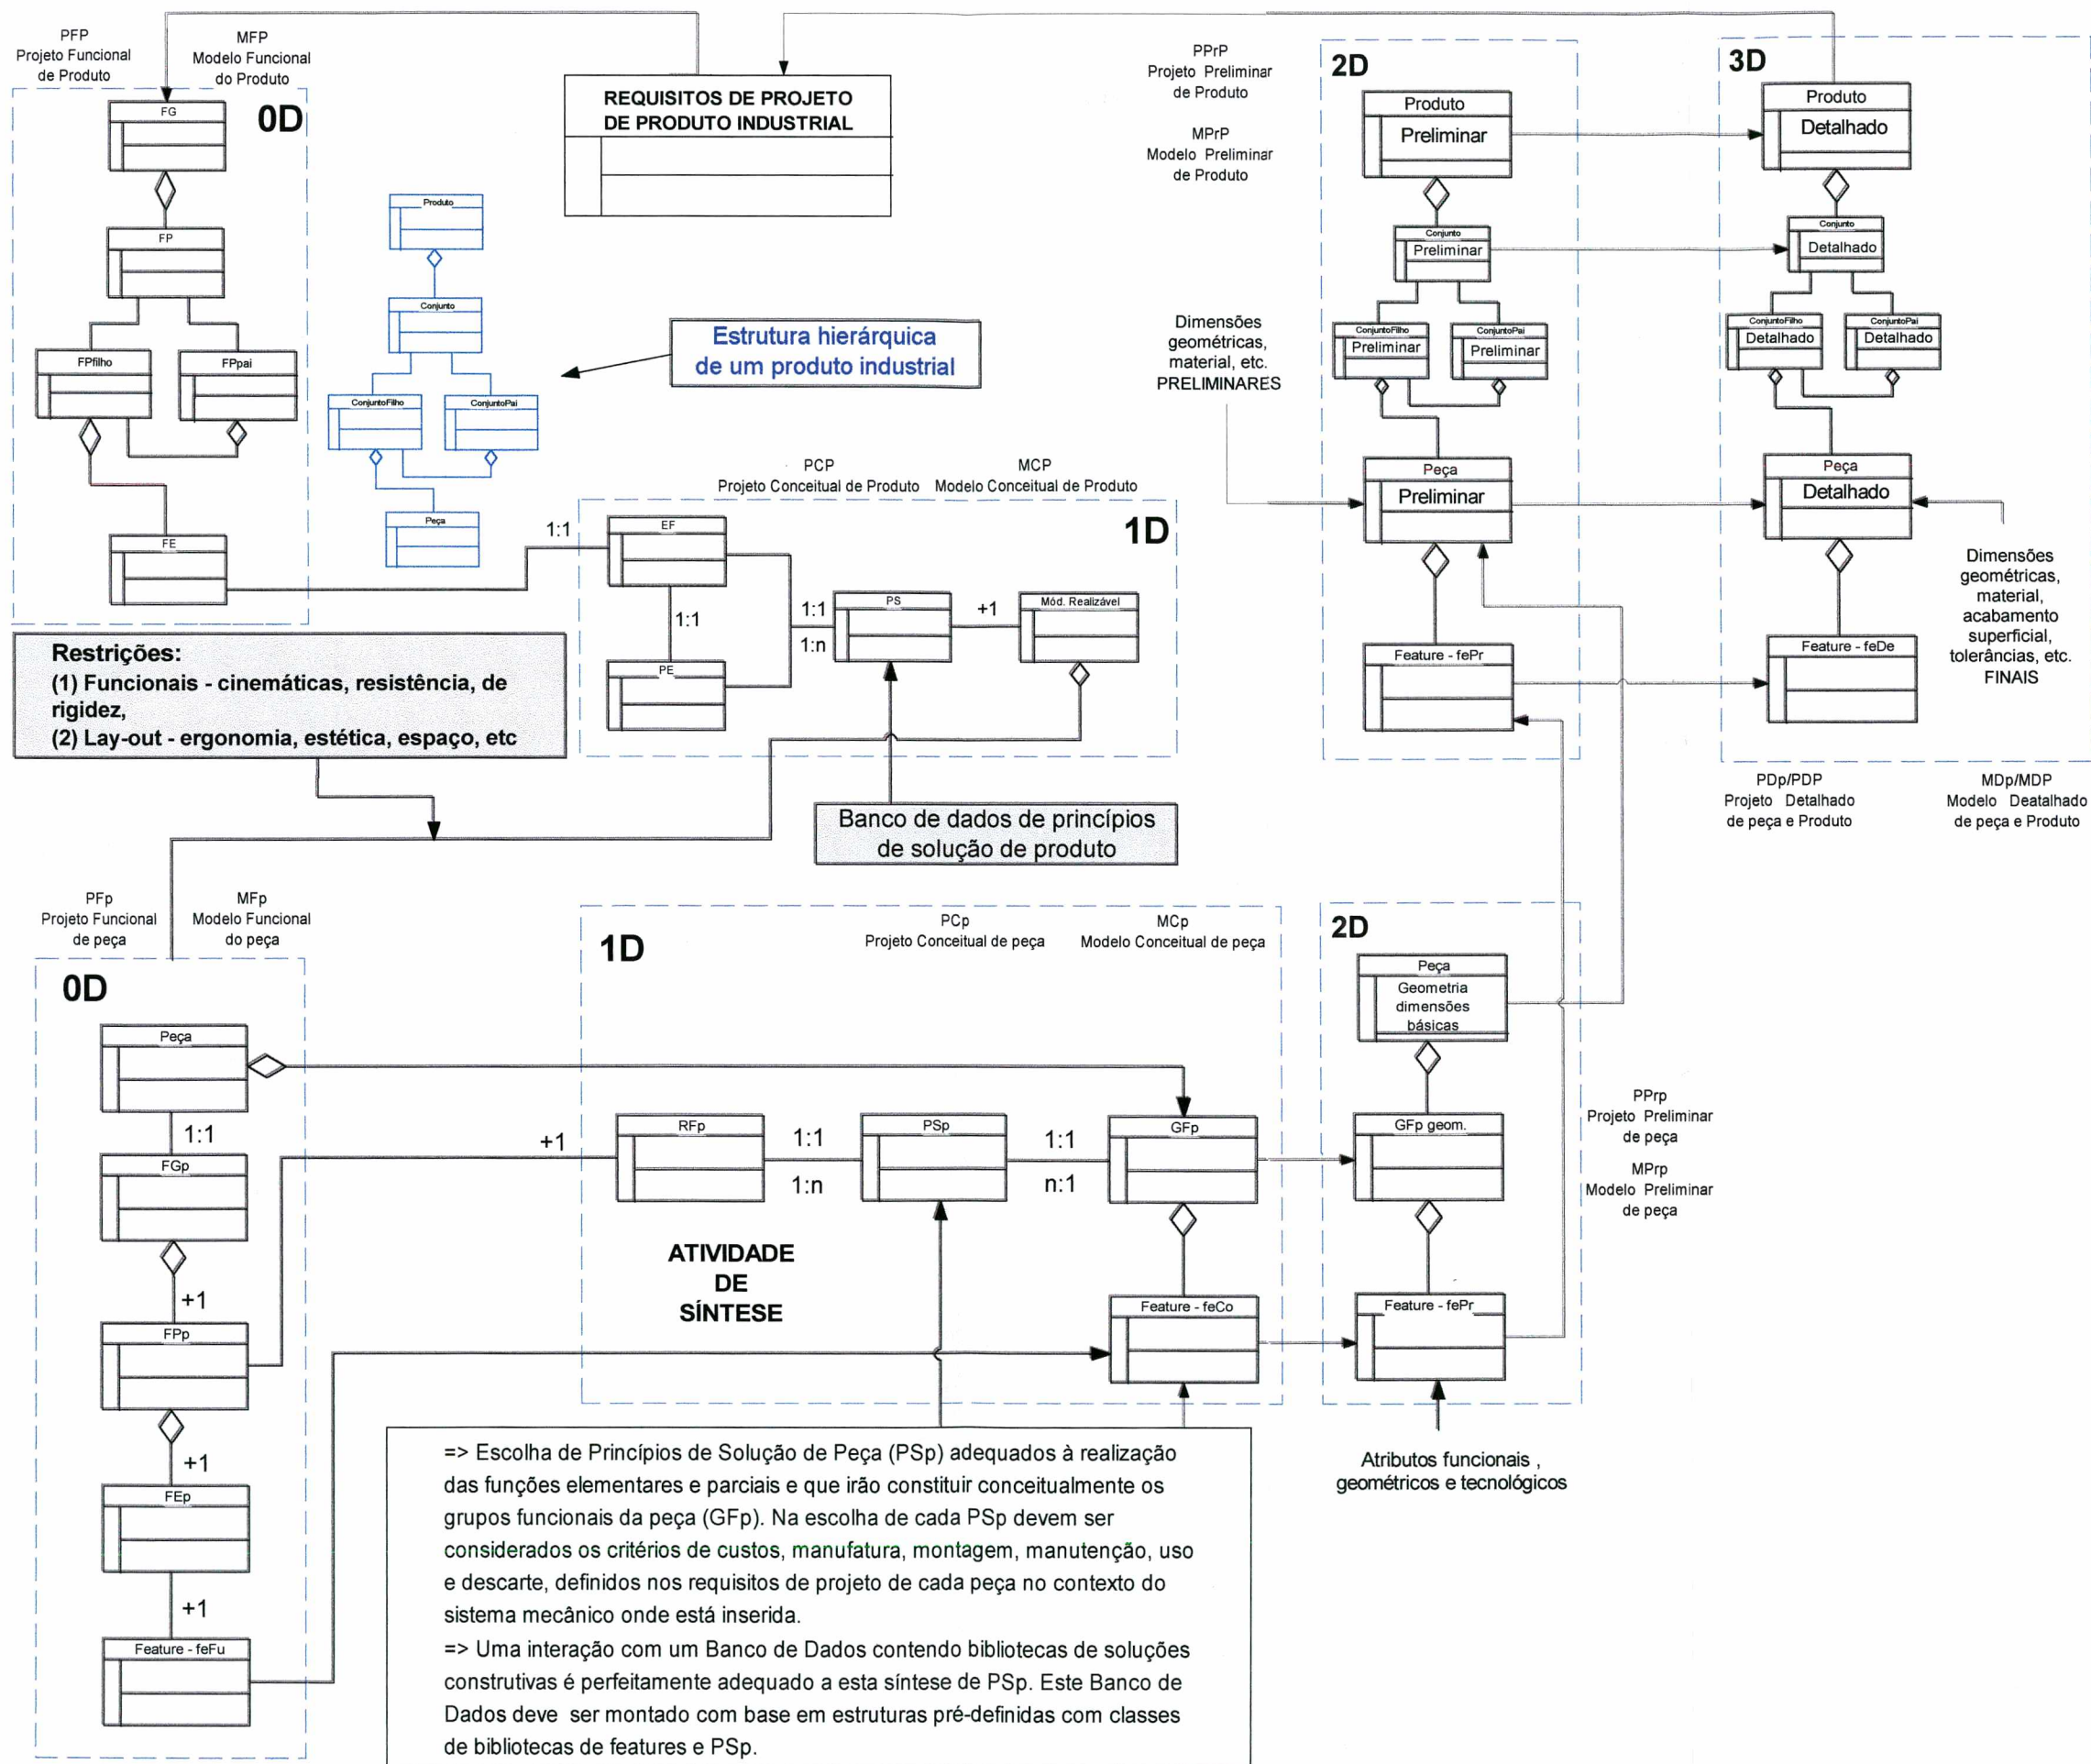 PFP
Projeto Funcional
de Produto
MFP
Modelo Funcional
do Produto
0D
FG
FP
FPfilho
FPpai
FE
REQUISITOS DE PROJETO
DE PRODUTO INDUSTRIAL
Produto
Conjunto
ConjuntoFilho
ConjuntoPai
Peça
Estrutura hierárquica
de um produto industrial
PCP
Projeto Conceitual de Produto
MCP
Modelo Conceitual de Produto
1D
1:1
EF
1:1
PE
1:1
1:n
PS
+1
Mód. Realizável
Restrições:
(1) Funcionais - cinemáticas, resistência, de
rigidez,
(2) Lay-out - ergonomia, estética, espaço, etc
Banco de dados de princípios
de solução de produto
PPrP
Projeto Preliminar
de Produto
MPrP
Modelo Preliminar
de Produto
Dimensões
geométricas,
material, etc.
PRELIMINARES
2D
Produto
Preliminar
Conjunto
Preliminar
ConjuntoFilho
Preliminar
ConjuntoPai
Preliminar
Peça
Preliminar
Feature - fePr
3D
Produto
Detalhado
Conjunto
Detalhado
ConjuntoFilho
Detalhado
ConjuntoPai
Detalhado
Peça
Detalhado
Feature - feDe
Dimensões
geométricas,
material,
acabamento
superficial,
tolerâncias, etc.
FINAIS
PDp/PDP
Projeto Detalhado
de peça e Produto
MDp/MDP
Modelo Deatalhado
de peça e Produto
PFp
Projeto Funcional
de peça
MFp
Modelo Funcional
do peça
0D
Peça
1:1
FGp
+1
FPp
+1
FEp
+1
Feature - feFu
1D
PCp
Projeto Conceitual de peça
MCp
Modelo Conceitual de peça
+1
RFp
1:1
1:n
PSp
1:1
n:1
GFp
ATIVIDADE
DE
SÍNTESE
Feature - feCo
2D
Peça
Geometria
dimensões
básicas
GFp geom.
Feature - fePr
PPrp
Projeto Preliminar
de peça
MPrp
Modelo Preliminar
de peça
Atributos funcionais ,
geométricos e tecnológicos
=> Escolha de Princípios de Solução de Peça (PSp) adequados à realização
das funções elementares e parciais e que irão constituir conceitualmente os
grupos funcionais da peça (GFp). Na escolha de cada PSp devem ser
considerados os critérios de custos, manufatura, montagem, manutenção, uso
e descarte, definidos nos requisitos de projeto de cada peça no contexto do
sistema mecânico onde está inserida.
=> Uma interação com um Banco de Dados contendo bibliotecas de soluções
construtivas é perfeitamente adequado a esta síntese de PSp. Este Banco de
Dados deve ser montado com base em estruturas pré-definidas com classes
de bibliotecas de features e PSp.